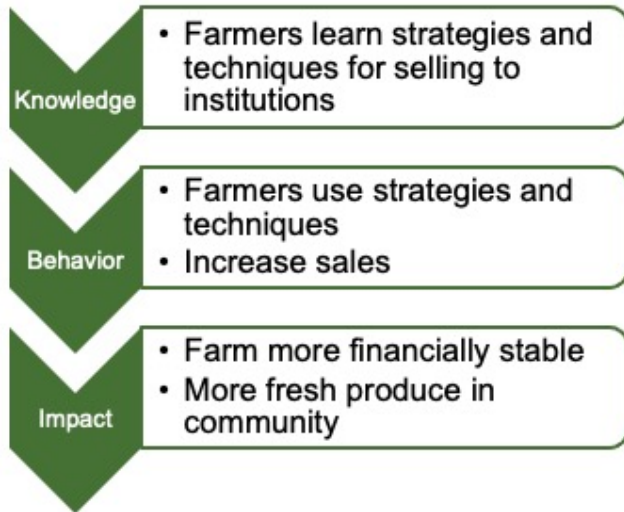 Knowledge
• Farmers learn strategies and
techniques for selling to
institutions
Behavior
• Farmers use strategies and
techniques
• Increase sales
Impact
• Farm more financially stable
• More fresh produce in
community